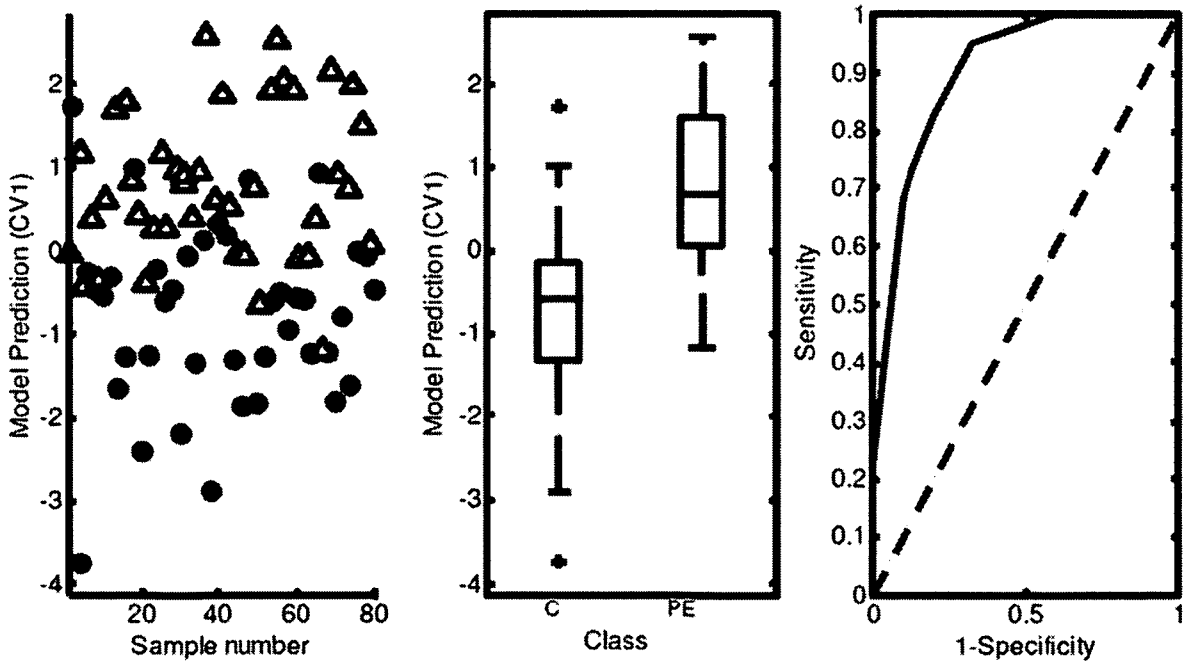 Model Prediction (CV1)
2
1
0
-1
-2
-3
-4
20 40 60 80
Sample number
Model Prediction (CV1)
2
1
0
-1
-2
-3
-4
C PE
Class
Sensitivity
1
0.9
0.8
0.7
0.6
0.5
0.4
0.3
0.2
0.1
0
0 0.5 1
1-Specificity